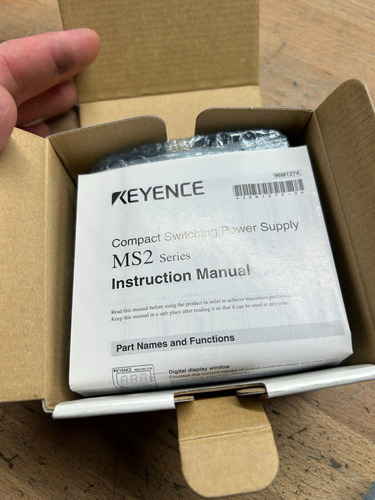 96M1274
KEYENCE
*96M1274*
Compact Switching Power Supply
MS2 Series
Instruction Manual
Read this manual before using the product in order to achieve maximum performance.
Keep this manual in a safe place after reading it so that it can be used at any time.
Part Names and Functions
KEYENCE
Digital display window